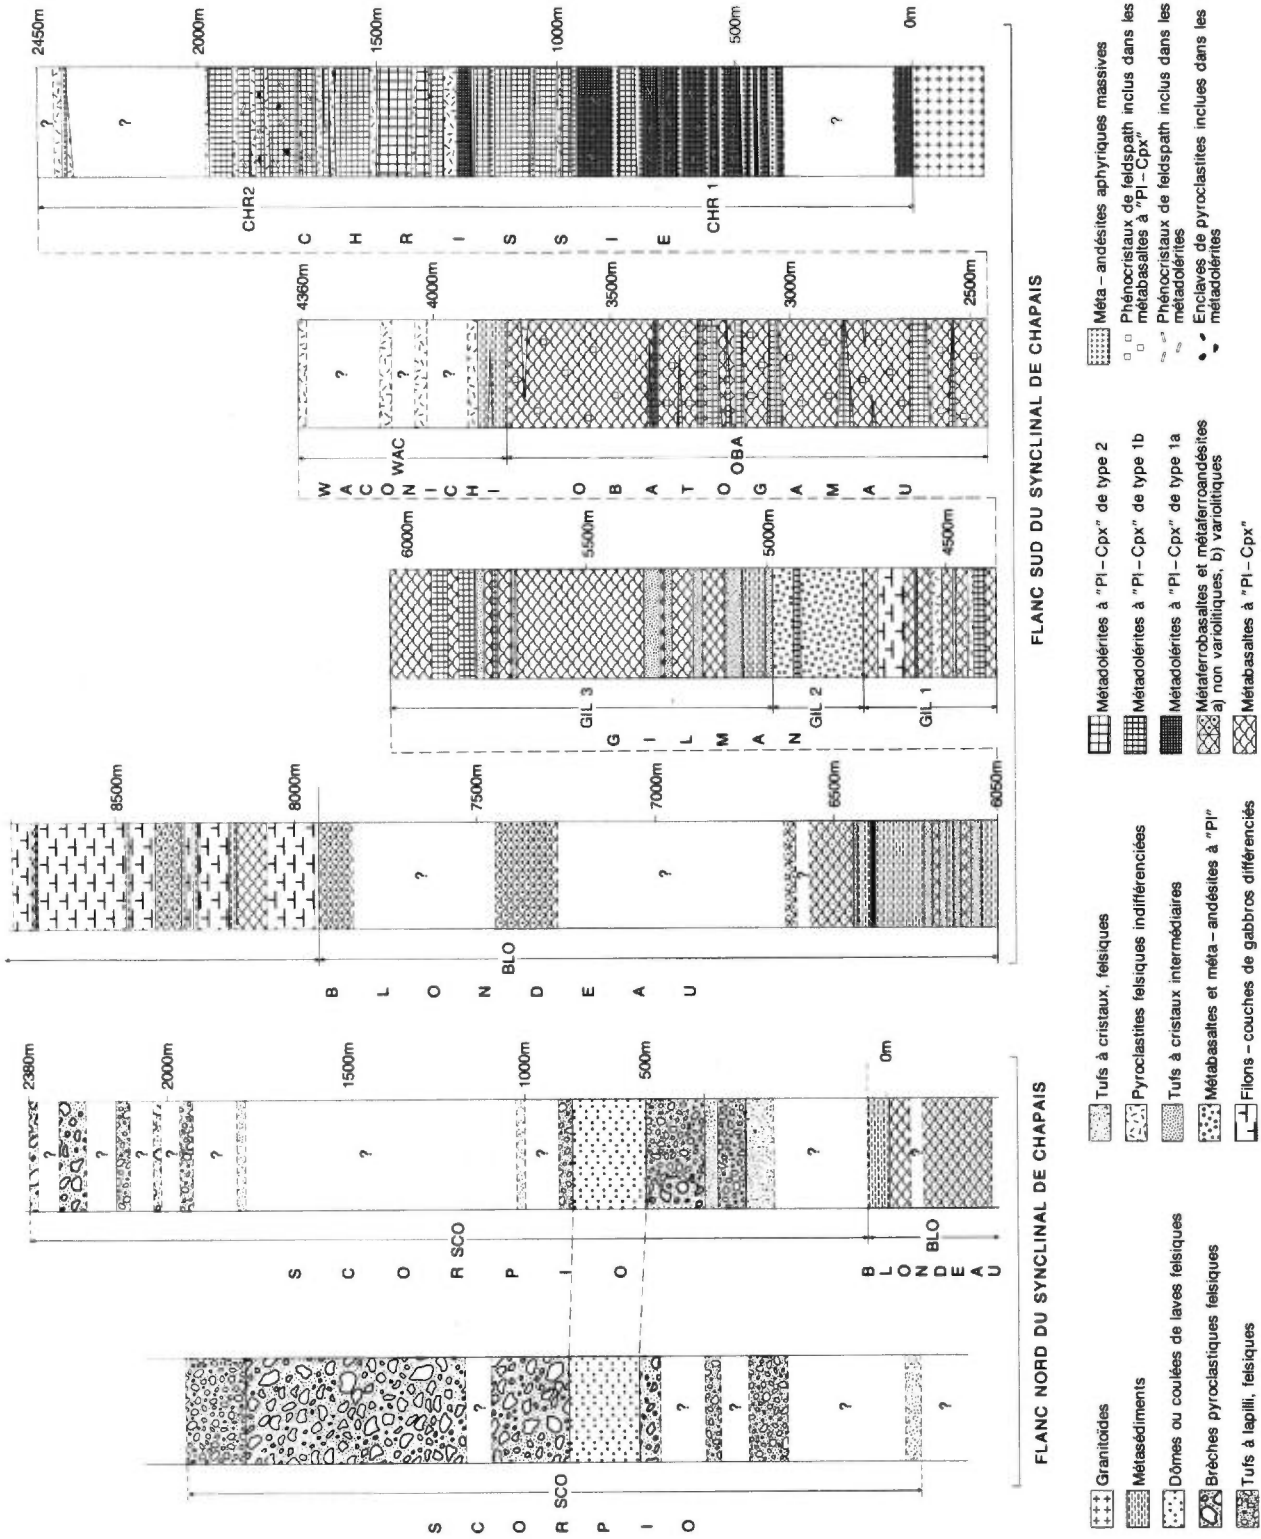 2450m
2000m
1500m
1000m
500m
0m
?
?
?
CHR2
CHR 1
CHRISSIE
4360m
4000m
3500m
3000m
2500m
?
?
?
WAC
OBA
WACONICHI
OBATOGAMAU
6000m
5500m
5000m
4500m
GIL 3
GIL 2
GIL 1
GILMAN
8500m
8000m
7500m
7000m
6500m
6050m
?
?
?
BLO
BLONDEAU
FLANC SUD DU SYNCLINAL DE CHAPAIS
2380m
2000m
1500m
1000m
500m
0m
?
?
?
?
?
?
?
?
?
SCO
BLO
SCORPIO
BLONDEAU
?
?
?
?
?
SCO
SCORPIO
FLANC NORD DU SYNCLINAL DE CHAPAIS
Granitoïdes
Métasédiments
Dômes ou coulées de laves felsiques
Brèches pyroclastiques felsiques
Tufs à lapilli, felsiques
Tufs à cristaux, felsiques
Pyroclastites felsiques indifférenciées
Tufs à cristaux intermédiaires
Métabasaltes et méta-andésites à "Pl"
Filons-couches de gabbros différenciés
Métadolérites à "Pl-Cpx" de type 2
Métadolérites à "Pl-Cpx" de type 1b
Métadolérites à "Pl-Cpx" de type 1a
Métaferrobasaltes et métaferroandésites
a) non variolitiques, b) variolitiques
Métabasaltes à "Pl-Cpx"
Méta-andésites aphyriques massives
Phénocristaux de feldspath inclus dans les
métabasaltes à "Pl-Cpx"
Phénocristaux de feldspath inclus dans les
métadolérites
Enclaves de pyroclastites inclues dans les
métadolérites